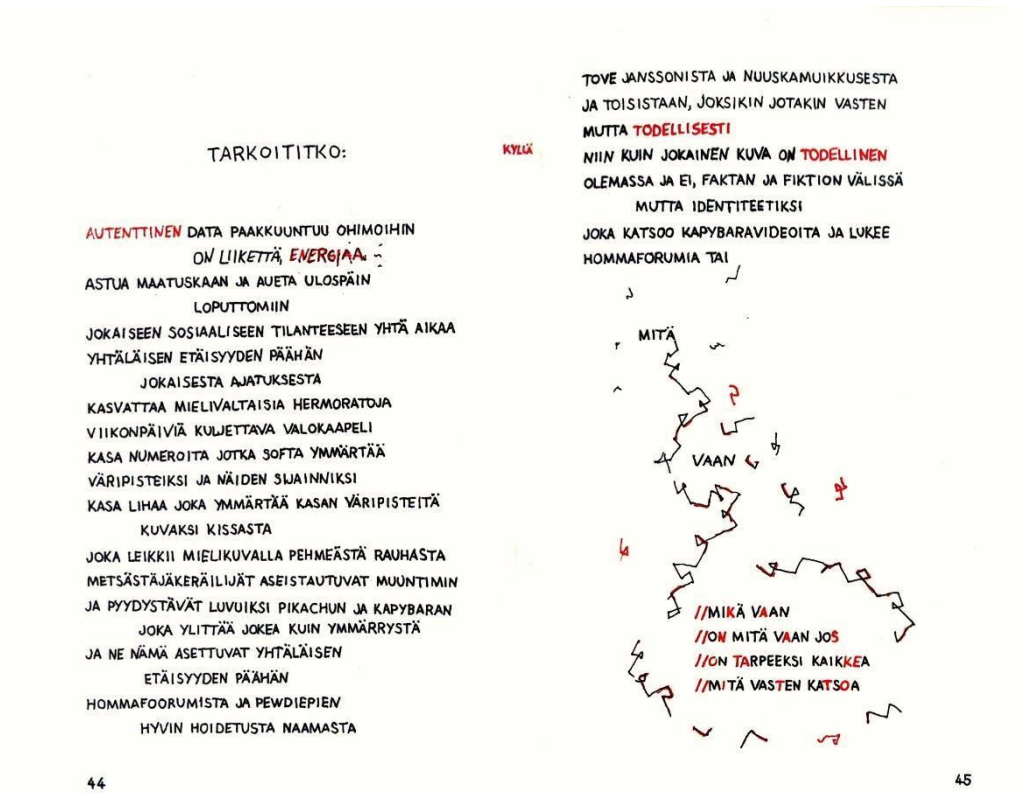 TARKOITITKO:
AUTENTTINEN DATA PAAKKUUNTUU OHIMOIHIN
ON LIIKETTÄ, ENERGIAA
ASTUA MAATUSKAAN JA AUETA ULOSPÄIN
LOPUTTOMIIN
JOKAISEEN SOSIAALISEEN TILANTEESEEN YHTÄ AIKAA
YHTÄLÄISEN ETÄISYYDEN PÄÄHÄN
JOKAISESTA AJATUKSESTA
KASVATTAA MIELIVALTAISIA HERMORATOJA
VIIKONPÄIVIÄ KULJETTAVA VALOKAAPELI
KASA NUMEROITA JOTKA SOFTA YMMÄRTÄÄ
VÄRIPISTEIKSI JA NÄIDEN SIJAINNIKSI
KASA LIHAA JOKA YMMÄRTÄÄ KASAN VÄRIPISTEITÄ
KUVAKSI KISSASTA
JOKA LEIKKII MIELIKUVALLA PEHMEÄSTÄ RAUHASTA
METSÄSTÄJÄKERÄILIJÄT ASEISTAUTUVAT MUUNTIMIN
JA PYYDYSTÄVÄT LUVUIKSI PIKACHUN JA KAPYBARAN
JOKA YLITTÄÄ JOKEA KUIN YMMÄRRYSTÄ
JA NE NÄMÄ ASETTUVAT YHTÄLÄISEN
ETÄISYYDEN PÄÄHÄN
HOMMAFOORUMISTA JA PEWDIEPIEN
HYVIN HOIDETUSTA NAAMASTA
44
KYLLÄ
TOVE JANSSONISTA JA NUUSKAMUIKKUSESTA
JA TOISISTAAN, JOKSIKIN JOTAKIN VASTEN
MUTTA TODELLISESTI
NIIN KUIN JOKAINEN KUVA ON TODELLINEN
OLEMASSA JA EI, FAKTAN JA FIKTION VÄLISSÄ
MUTTA IDENTITEETIKSI
JOKA KATSOO KAPYBARAVIDEOITA JA LUKEE
HOMMAFORUMIA TAI
MITÄ
VAAN
//MIKÄ VAAN
//ON MITÄ VAAN JOS
//ON TARPEEKSI KAIKKEA
//MITÄ VASTEN KATSOA
45